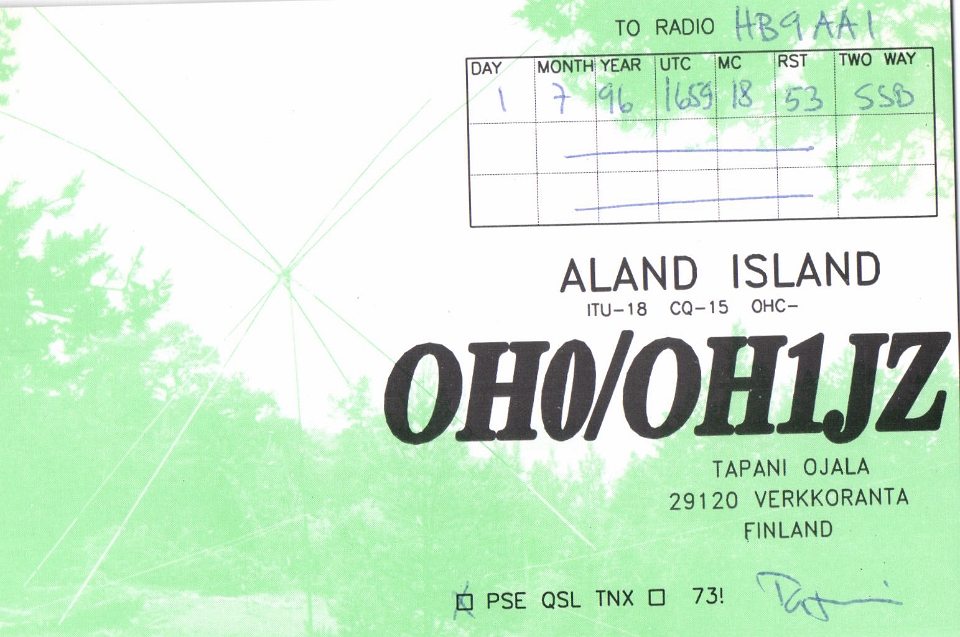 TO RADIO HB9AAI
DAY MONTH YEAR UTC MC RST TWO WAY
1 7 96 1659 18 53 SSB
ALAND ISLAND
ITU-18 CQ-15 OHC-
OH0/OH1JZ
TAPANI OJALA
29120 VERKKORANTA
FINLAND
PSE QSL TNX 73!